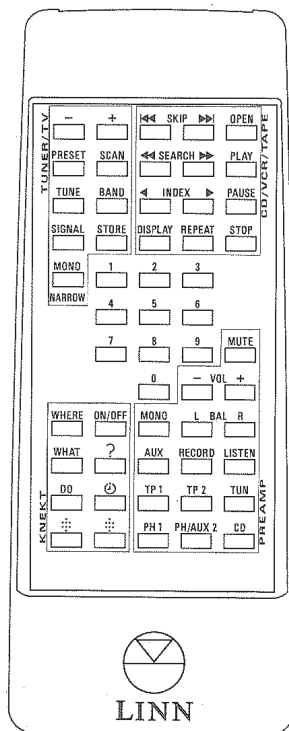 TUNER/TV
CD/VCR/TAPE
- + SKIP OPEN
PRESET SCAN SEARCH PLAY
TUNE BAND INDEX PAUSE
SIGNAL STORE DISPLAY REPEAT STOP
MONO 1 2 3
NARROW
4 5 6
7 8 9 MUTE
0 - VOL +
WHERE ON/OFF MONO L BAL R
WHAT ? AUX RECORD LISTEN
DO TP 1 TP 2 TUN
PH 1 PH/AUX 2 CD
KNEKT
PREAMP
LINN